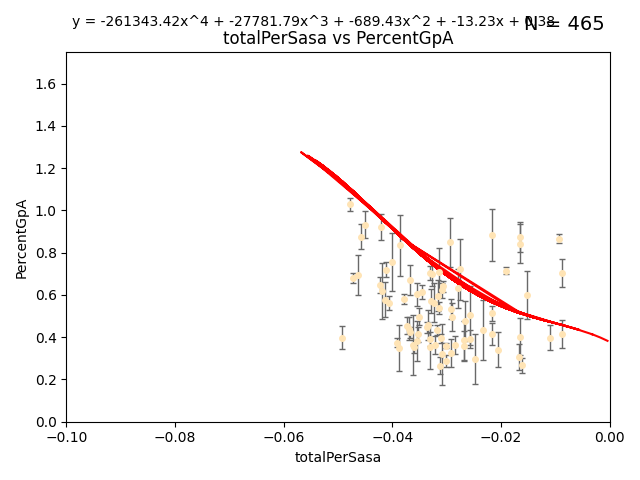 y = -261343.42x^4 + -27781.79x^3 + -689.43x^2 + -13.23x + 0.38
N = 465
totalPerSasa vs PercentGpA
1.6
1.4
1.2
1.0
0.8
0.6
0.4
0.2
0.0
PercentGpA
−0.10 −0.08 −0.06 −0.04 −0.02 0.00
totalPerSasa